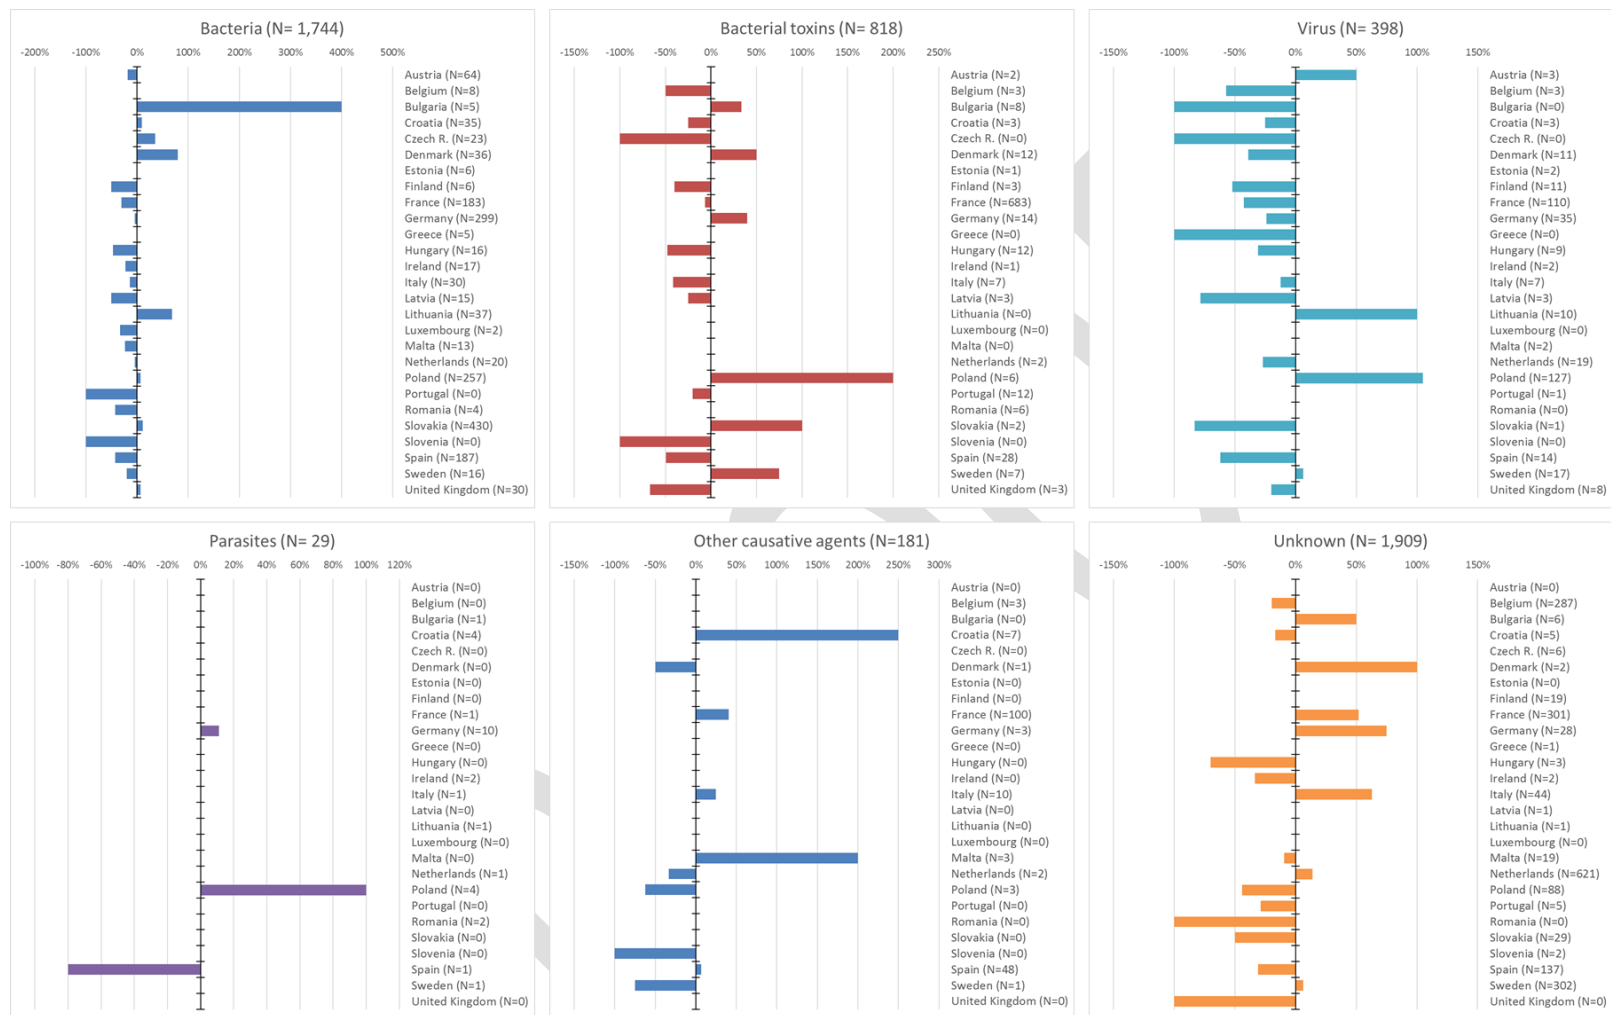 Bacteria (N= 1,744)
-200% -100% 0% 100% 200% 300% 400% 500%
Austria (N=64)
Belgium (N=8)
Bulgaria (N=5)
Croatia (N=35)
Czech R. (N=23)
Denmark (N=36)
Estonia (N=6)
Finland (N=6)
France (N=183)
Germany (N=299)
Greece (N=5)
Hungary (N=16)
Ireland (N=17)
Italy (N=30)
Latvia (N=15)
Lithuania (N=37)
Luxembourg (N=2)
Malta (N=13)
Netherlands (N=20)
Poland (N=257)
Portugal (N=0)
Romania (N=4)
Slovakia (N=430)
Slovenia (N=0)
Spain (N=187)
Sweden (N=16)
United Kingdom (N=30)
Bacterial toxins (N= 818)
-150% -100% -50% 0% 50% 100% 150% 200% 250%
Austria (N=2)
Belgium (N=3)
Bulgaria (N=8)
Croatia (N=3)
Czech R. (N=0)
Denmark (N=12)
Estonia (N=1)
Finland (N=3)
France (N=683)
Germany (N=14)
Greece (N=0)
Hungary (N=12)
Ireland (N=1)
Italy (N=7)
Latvia (N=3)
Lithuania (N=0)
Luxembourg (N=0)
Malta (N=0)
Netherlands (N=2)
Poland (N=6)
Portugal (N=12)
Romania (N=6)
Slovakia (N=2)
Slovenia (N=0)
Spain (N=28)
Sweden (N=7)
United Kingdom (N=3)
Virus (N= 398)
-150% -100% -50% 0% 50% 100% 150%
Austria (N=3)
Belgium (N=3)
Bulgaria (N=0)
Croatia (N=3)
Czech R. (N=0)
Denmark (N=11)
Estonia (N=2)
Finland (N=11)
France (N=110)
Germany (N=35)
Greece (N=0)
Hungary (N=9)
Ireland (N=2)
Italy (N=7)
Latvia (N=3)
Lithuania (N=10)
Luxembourg (N=0)
Malta (N=2)
Netherlands (N=19)
Poland (N=127)
Portugal (N=1)
Romania (N=0)
Slovakia (N=1)
Slovenia (N=0)
Spain (N=14)
Sweden (N=17)
United Kingdom (N=8)
Parasites (N= 29)
-100% -80% -60% -40% -20% 0% 20% 40% 60% 80% 100% 120%
Austria (N=0)
Belgium (N=0)
Bulgaria (N=1)
Croatia (N=4)
Czech R. (N=0)
Denmark (N=0)
Estonia (N=0)
Finland (N=0)
France (N=1)
Germany (N=10)
Greece (N=0)
Hungary (N=0)
Ireland (N=2)
Italy (N=1)
Latvia (N=0)
Lithuania (N=1)
Luxembourg (N=0)
Malta (N=0)
Netherlands (N=1)
Poland (N=4)
Portugal (N=0)
Romania (N=2)
Slovakia (N=0)
Slovenia (N=0)
Spain (N=1)
Sweden (N=1)
United Kingdom (N=0)
Other causative agents (N=181)
-150% -100% -50% 0% 50% 100% 150% 200% 250% 300%
Austria (N=0)
Belgium (N=3)
Bulgaria (N=0)
Croatia (N=7)
Czech R. (N=0)
Denmark (N=1)
Estonia (N=0)
Finland (N=0)
France (N=100)
Germany (N=3)
Greece (N=0)
Hungary (N=0)
Ireland (N=0)
Italy (N=10)
Latvia (N=0)
Lithuania (N=0)
Luxembourg (N=0)
Malta (N=3)
Netherlands (N=2)
Poland (N=3)
Portugal (N=0)
Romania (N=0)
Slovakia (N=0)
Slovenia (N=0)
Spain (N=48)
Sweden (N=1)
United Kingdom (N=0)
Unknown (N= 1,909)
-150% -100% -50% 0% 50% 100% 150%
Austria (N=0)
Belgium (N=287)
Bulgaria (N=6)
Croatia (N=5)
Czech R. (N=6)
Denmark (N=2)
Estonia (N=0)
Finland (N=19)
France (N=301)
Germany (N=28)
Greece (N=1)
Hungary (N=3)
Ireland (N=2)
Italy (N=44)
Latvia (N=1)
Lithuania (N=1)
Luxembourg (N=0)
Malta (N=19)
Netherlands (N=621)
Poland (N=88)
Portugal (N=5)
Romania (N=0)
Slovakia (N=29)
Slovenia (N=2)
Spain (N=137)
Sweden (N=302)
United Kingdom (N=0)